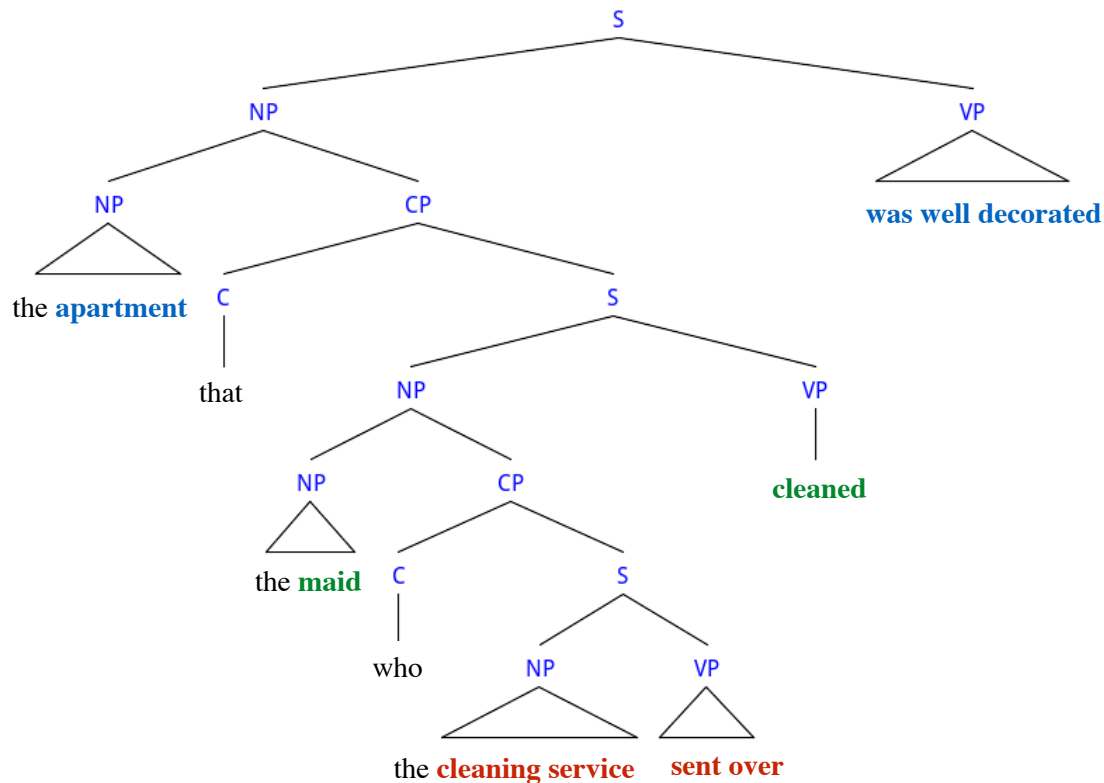 S
NP VP
NP CP was well decorated
the apartment C S
that NP VP
NP CP cleaned
the maid C S
who NP VP
the cleaning service sent over